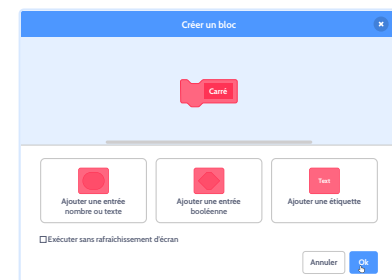 Créer un bloc
Carré
Text
Ajouter une entrée
nombre ou texte
Ajouter une entrée
booléenne
Ajouter une étiquette
Exécuter sans rafraîchissement d'écran
Annuler
Ok